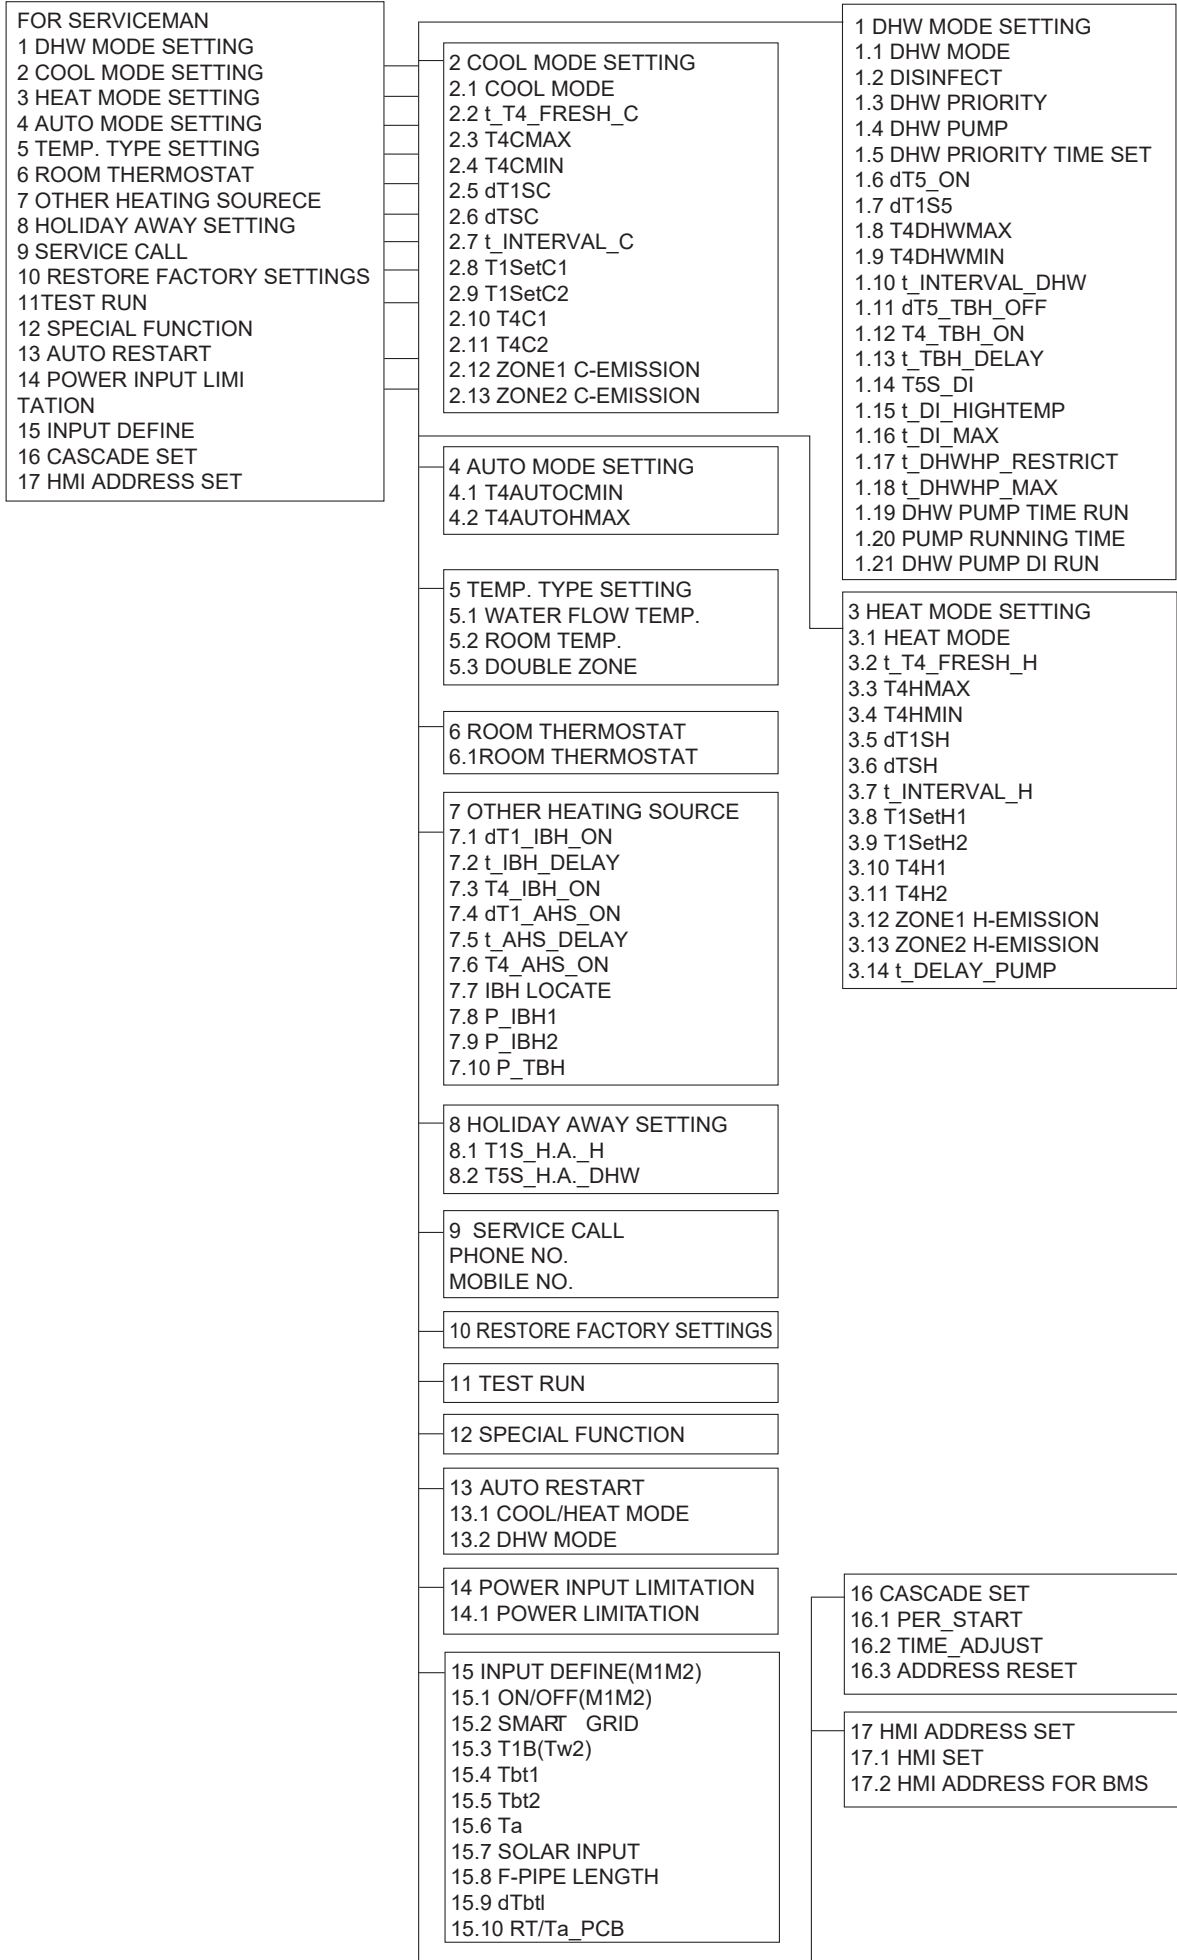 FOR SERVICEMAN
1 DHW MODE SETTING
2 COOL MODE SETTING
3 HEAT MODE SETTING
4 AUTO MODE SETTING
5 TEMP. TYPE SETTING
6 ROOM THERMOSTAT
7 OTHER HEATING SOURECE
8 HOLIDAY AWAY SETTING
9 SERVICE CALL
10 RESTORE FACTORY SETTINGS
11TEST RUN
12 SPECIAL FUNCTION
13 AUTO RESTART
14 POWER INPUT LIMI
TATION
15 INPUT DEFINE
16 CASCADE SET
17 HMI ADDRESS SET
2 COOL MODE SETTING
2.1 COOL MODE
2.2 t_T4_FRESH_C
2.3 T4CMAX
2.4 T4CMIN
2.5 dT1SC
2.6 dTSC
2.7 t_INTERVAL_C
2.8 T1SetC1
2.9 T1SetC2
2.10 T4C1
2.11 T4C2
2.12 ZONE1 C-EMISSION
2.13 ZONE2 C-EMISSION
4 AUTO MODE SETTING
4.1 T4AUTOCMIN
4.2 T4AUTOHMAX
5 TEMP. TYPE SETTING
5.1 WATER FLOW TEMP.
5.2 ROOM TEMP.
5.3 DOUBLE ZONE
6 ROOM THERMOSTAT
6.1ROOM THERMOSTAT
7 OTHER HEATING SOURCE
7.1 dT1_IBH_ON
7.2 t_IBH_DELAY
7.3 T4_IBH_ON
7.4 dT1_AHS_ON
7.5 t_AHS_DELAY
7.6 T4_AHS_ON
7.7 IBH LOCATE
7.8 P_IBH1
7.9 P_IBH2
7.10 P_TBH
8 HOLIDAY AWAY SETTING
8.1 T1S_H.A._H
8.2 T5S_H.A._DHW
9 SERVICE CALL
PHONE NO.
MOBILE NO.
10 RESTORE FACTORY SETTINGS
11 TEST RUN
12 SPECIAL FUNCTION
13 AUTO RESTART
13.1 COOL/HEAT MODE
13.2 DHW MODE
14 POWER INPUT LIMITATION
14.1 POWER LIMITATION
15 INPUT DEFINE(M1M2)
15.1 ON/OFF(M1M2)
15.2 SMART GRID
15.3 T1B(Tw2)
15.4 Tbt1
15.5 Tbt2
15.6 Ta
15.7 SOLAR INPUT
15.8 F-PIPE LENGTH
15.9 dTbtl
15.10 RT/Ta_PCB
1 DHW MODE SETTING
1.1 DHW MODE
1.2 DISINFECT
1.3 DHW PRIORITY
1.4 DHW PUMP
1.5 DHW PRIORITY TIME SET
1.6 dT5_ON
1.7 dT1S5
1.8 T4DHWMAX
1.9 T4DHWMIN
1.10 t_INTERVAL_DHW
1.11 dT5_TBH_OFF
1.12 T4_TBH_ON
1.13 t_TBH_DELAY
1.14 T5S_DI
1.15 t_DI_HIGHTEMP
1.16 t_DI_MAX
1.17 t_DHWHP_RESTRICT
1.18 t_DHWHP_MAX
1.19 DHW PUMP TIME RUN
1.20 PUMP RUNNING TIME
1.21 DHW PUMP DI RUN
3 HEAT MODE SETTING
3.1 HEAT MODE
3.2 t_T4_FRESH_H
3.3 T4HMAX
3.4 T4HMIN
3.5 dT1SH
3.6 dTSH
3.7 t_INTERVAL_H
3.8 T1SetH1
3.9 T1SetH2
3.10 T4H1
3.11 T4H2
3.12 ZONE1 H-EMISSION
3.13 ZONE2 H-EMISSION
3.14 t_DELAY_PUMP
16 CASCADE SET
16.1 PER_START
16.2 TIME_ADJUST
16.3 ADDRESS RESET
17 HMI ADDRESS SET
17.1 HMI SET
17.2 HMI ADDRESS FOR BMS